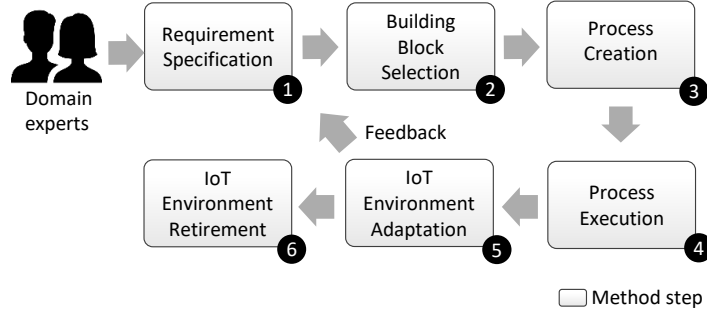 Domain
experts
Requirement
Specification
1
Building
Block
Selection
2
Process
Creation
3
Feedback
IoT
Environment
Retirement
6
IoT
Environment
Adaptation
5
Process
Execution
4
Method step